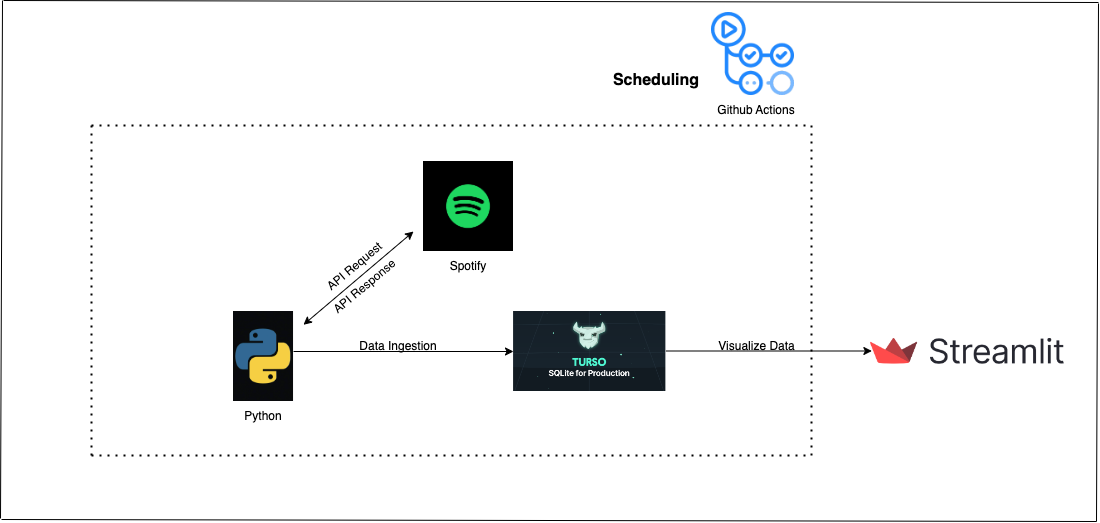 Scheduling
Github Actions
Spotify
API Request
API Response
Data Ingestion
TURSO
SQLite for Production
Visualize Data
Streamlit
Python